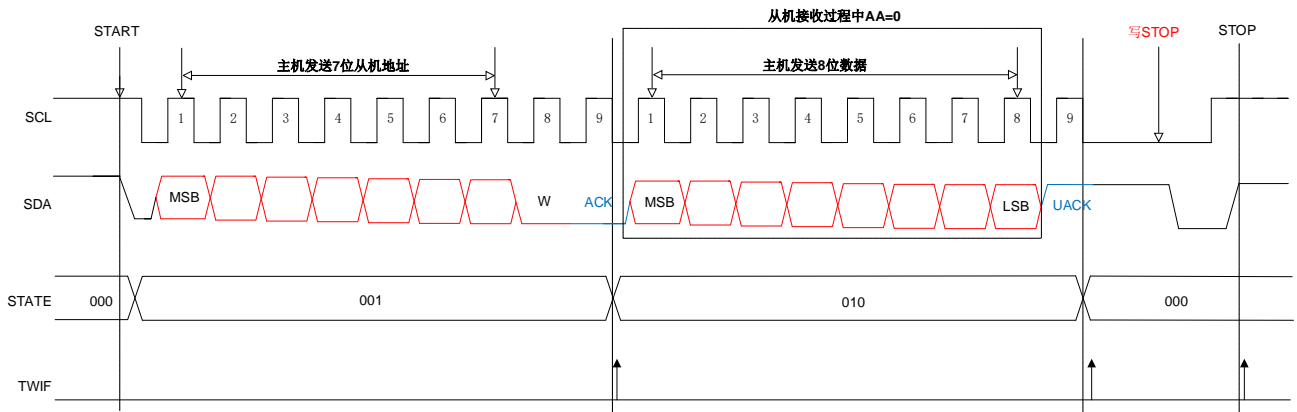 从机接收过程中AA=0
START
写STOP
STOP
主机发送7位从机地址
主机发送8位数据
SCL
1 2 3 4 5 6 7 8 9 1 2 3 4 5 6 7 8 9
SDA
MSB W ACK MSB LSB UACK
STATE
000 001 010 000
TWIF